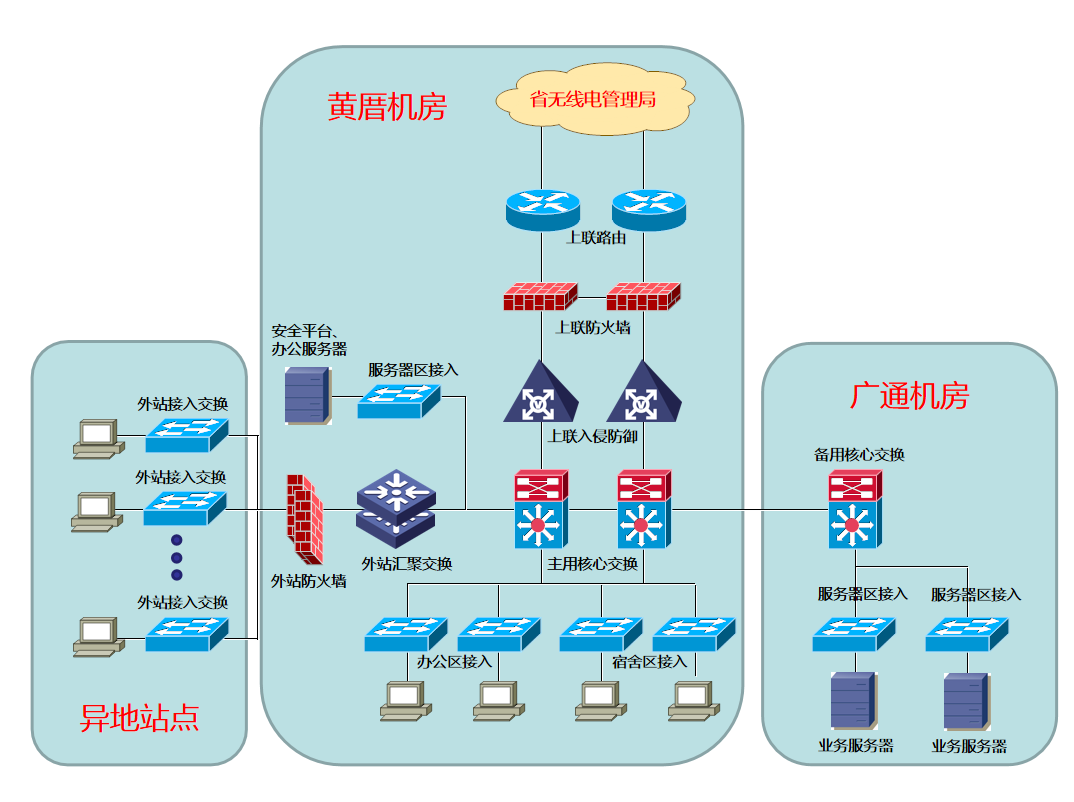 黄厝机房
省无线电管理局
上联路由
上联防火墙
安全平台、
办公服务器
服务器区接入
上联入侵防御
外站接入交换
外站接入交换
外站接入交换
异地站点
外站防火墙
外站汇聚交换
主用核心交换
办公区接入
宿舍区接入
广通机房
备用核心交换
服务器区接入
服务器区接入
业务服务器
业务服务器